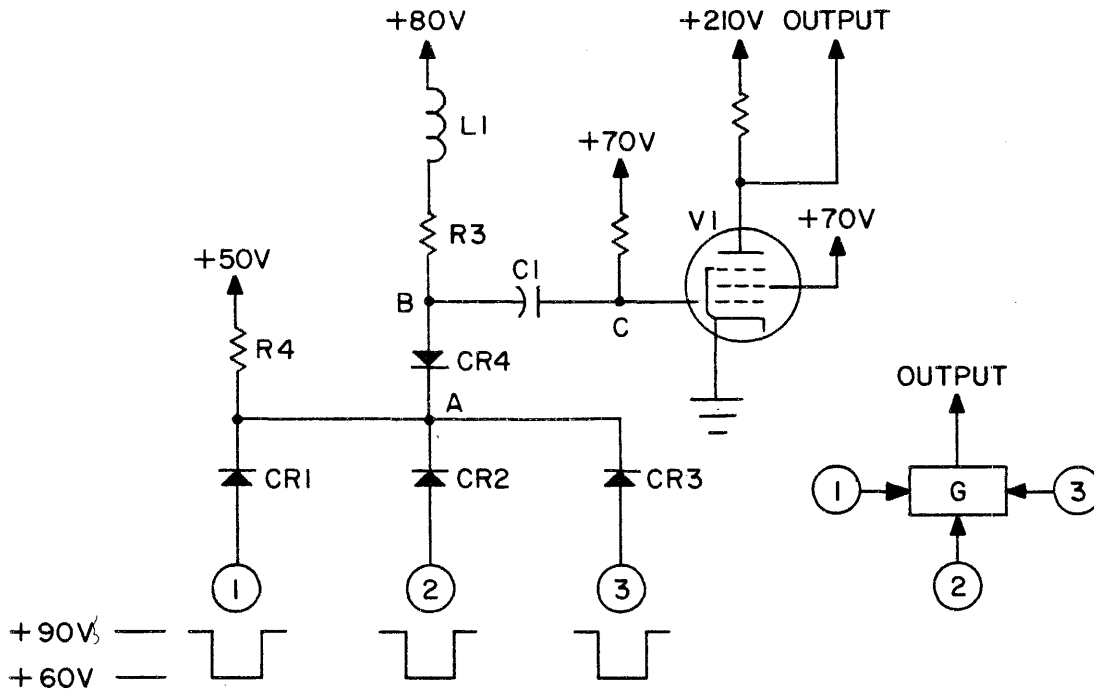 +80V
+210V OUTPUT
L1
+70V
R3
V1
+70V
+50V
C1
B
C
R4
CR4
OUTPUT
A
CR1
CR2
CR3
1
G
3
1
2
3
2
+90V
+60V